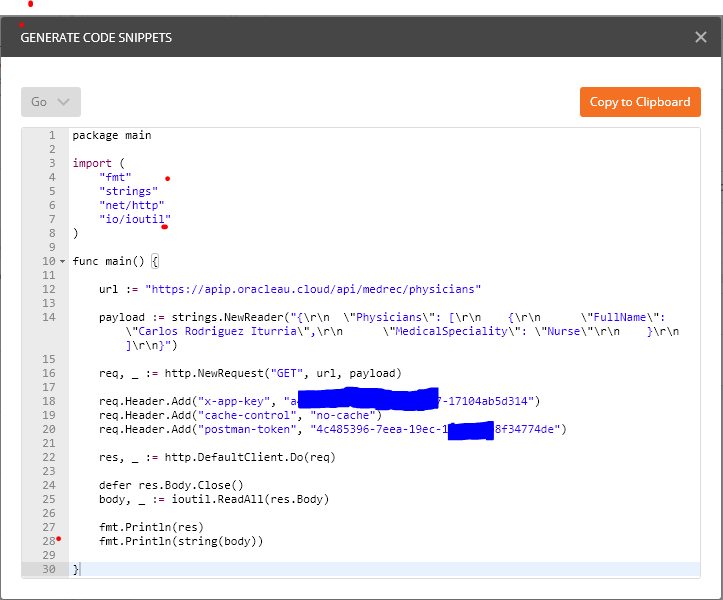 GENERATE CODE SNIPPETS
Go
Copy to Clipboard
1 package main
2
3 import (
4 "fmt"
5 "strings"
6 "net/http"
7 "io/ioutil"
8 )
9
10 func main() {
11
12 url := "https://apip.oracleau.cloud/api/medrec/physicians"
13
14 payload := strings.NewReader("{\r\n \"Physicians\": [\r\n {\r\n \"FullName\":
\"Carlos Rodriguez Iturria\",\r\n \"MedicalSpeciality\": \"Nurse\"\r\n }\r\n
]\r\n}")
15
16 req, _ := http.NewRequest("GET", url, payload)
17
18 req.Header.Add("x-app-key", "a 7-17104ab5d314")
19 req.Header.Add("cache-control", "no-cache")
20 req.Header.Add("postman-token", "4c485396-7eea-19ec-1 8f34774de")
21
22 res, _ := http.DefaultClient.Do(req)
23
24 defer res.Body.Close()
25 body, _ := ioutil.ReadAll(res.Body)
26
27 fmt.Println(res)
28 fmt.Println(string(body))
29
30 }